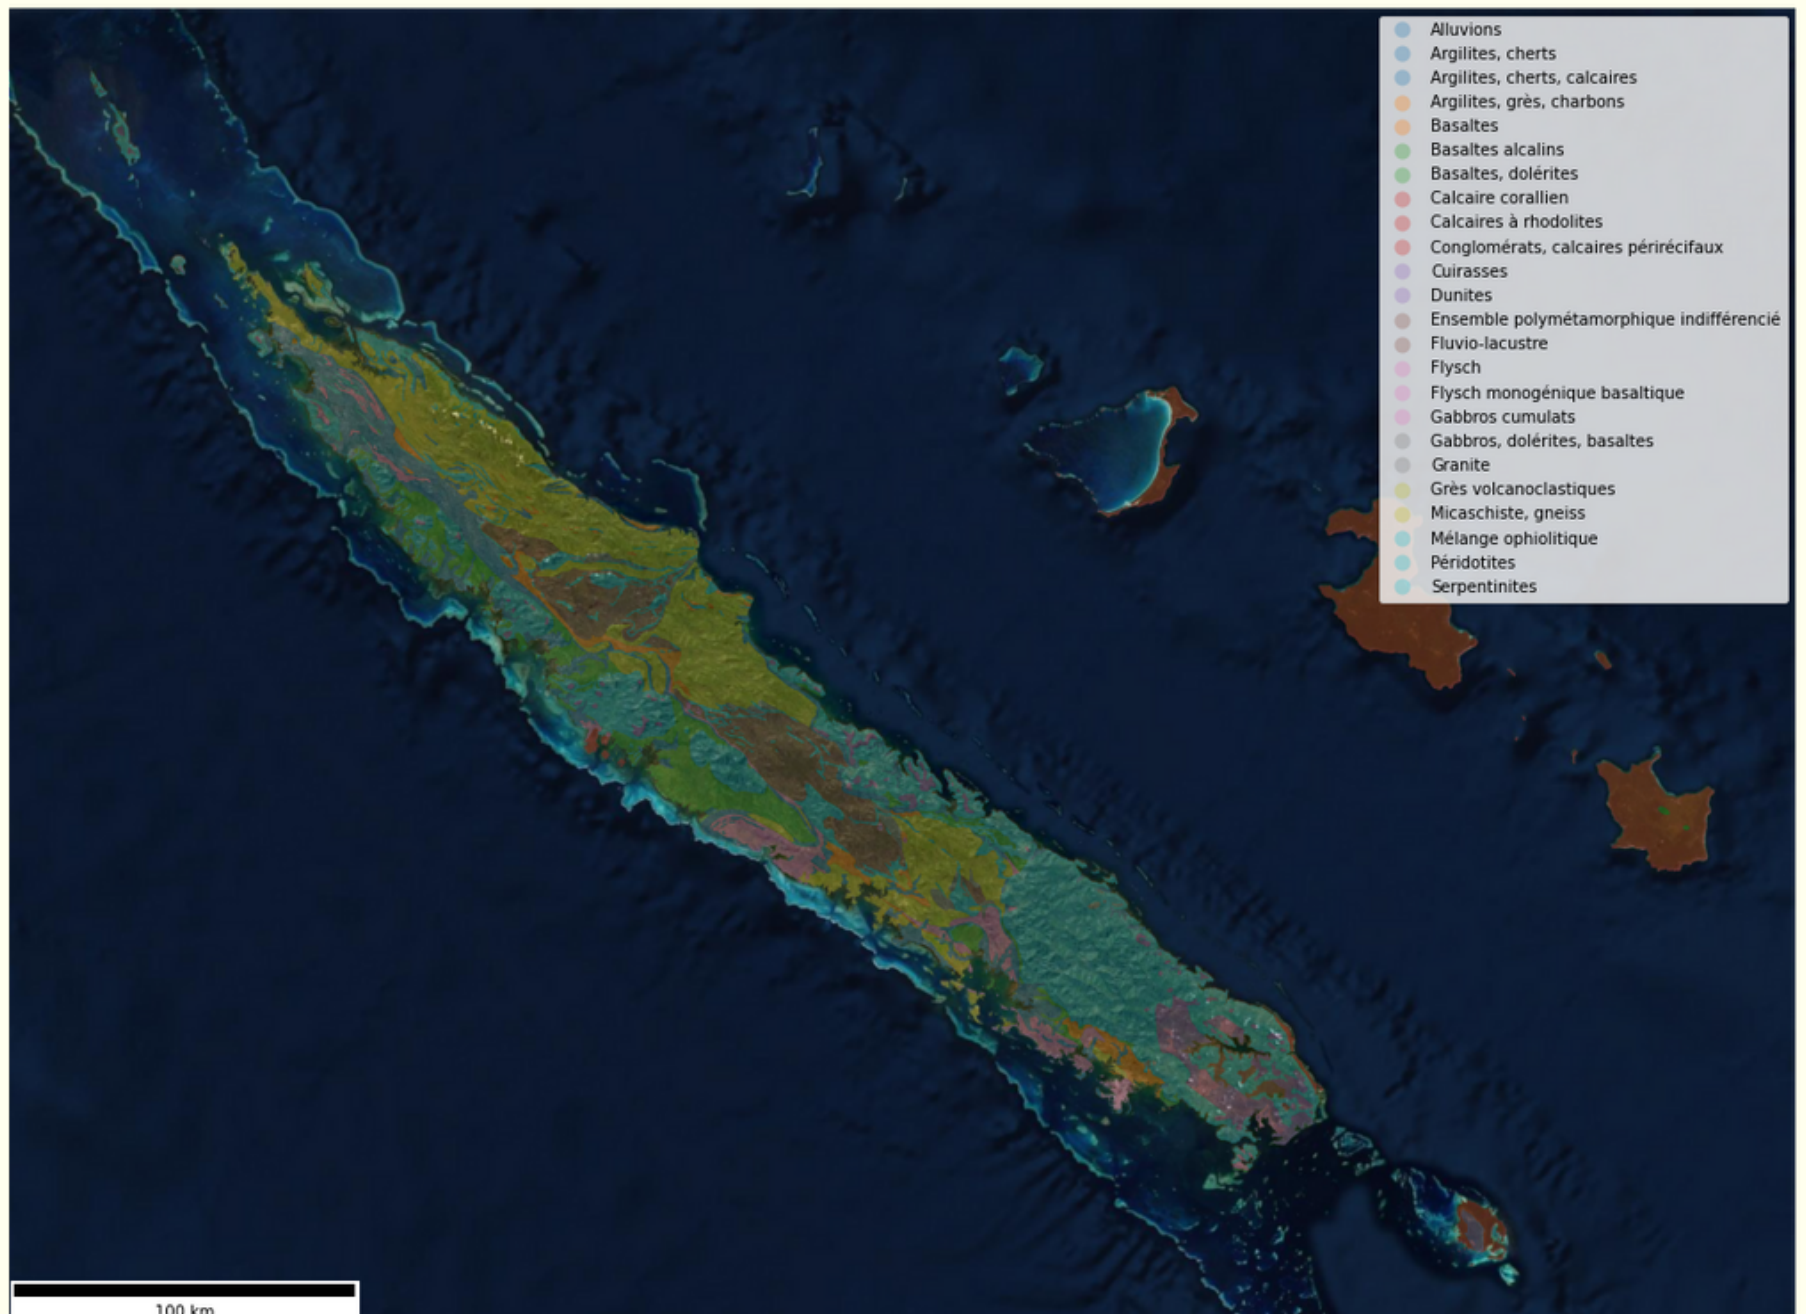 Alluvions
Argilites, cherts
Argilites, cherts, calcaires
Argilites, grès, charbons
Basaltes
Basaltes alcalins
Basaltes, dolérites
Calcaire corallien
Calcaires à rhodolites
Conglomérats, calcaires périrécifaux
Cuirasses
Dunites
Ensemble polymétamorphique indifférencié
Fluvio-lacustre
Flysch
Flysch monogénique basaltique
Gabbros cumulats
Gabbros, dolérites, basaltes
Granite
Grès volcanoclastiques
Micaschiste, gneiss
Mélange ophiolitique
Péridotites
Serpentinites
100 km